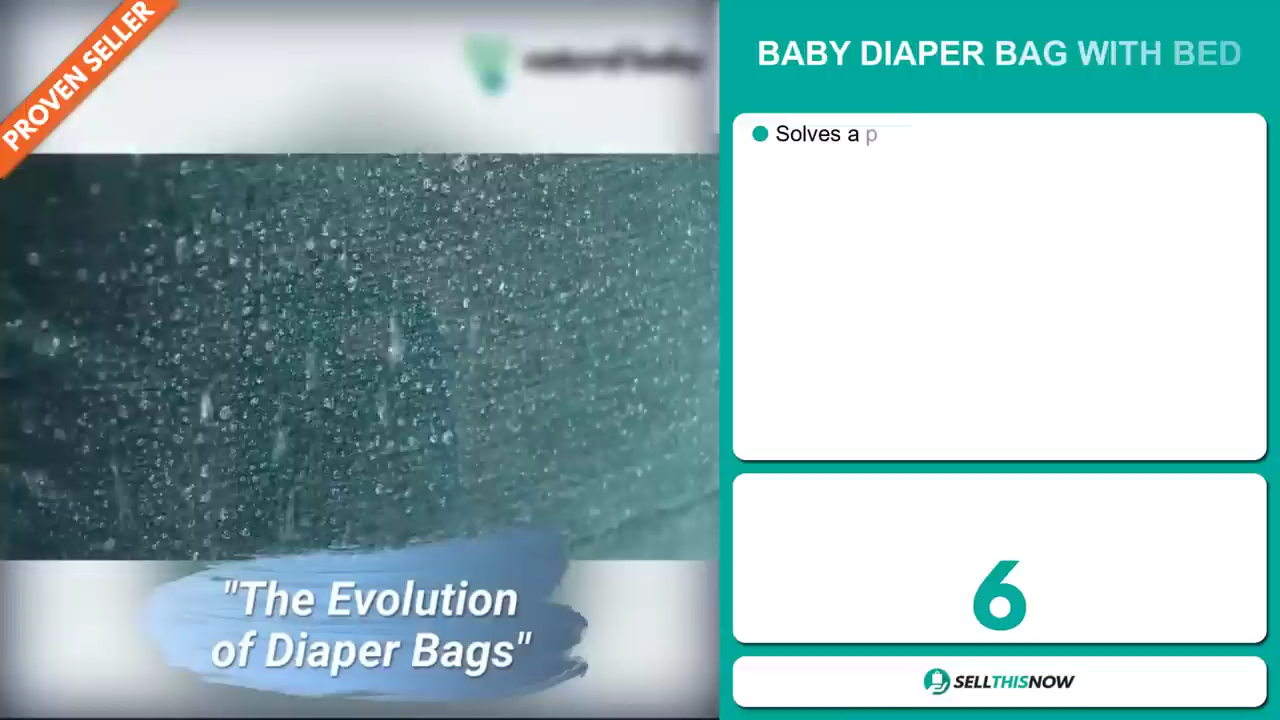 PROVEN SELLER
"The Evolution
of Diaper Bags"
BABY DIAPER BAG WITH BED
Solves a p
6
SELLTHISNOW